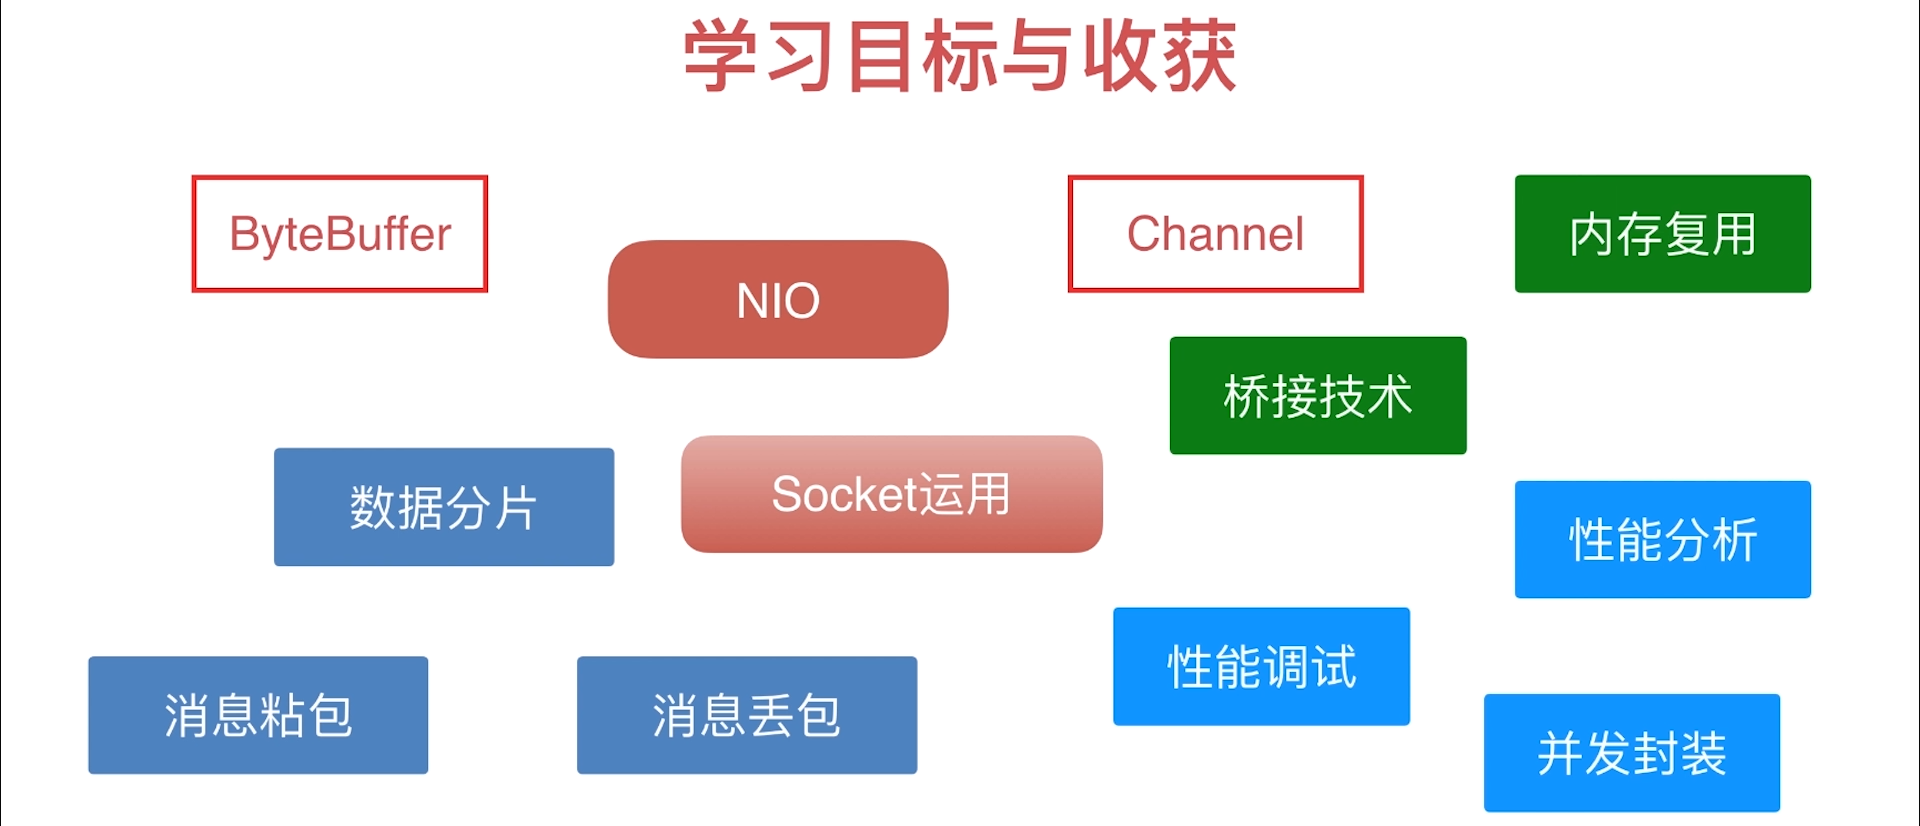 学习目标与收获
ByteBuffer
Channel
内存复用
NIO
桥接技术
数据分片
Socket运用
性能分析
性能调试
消息粘包
消息丢包
并发封装